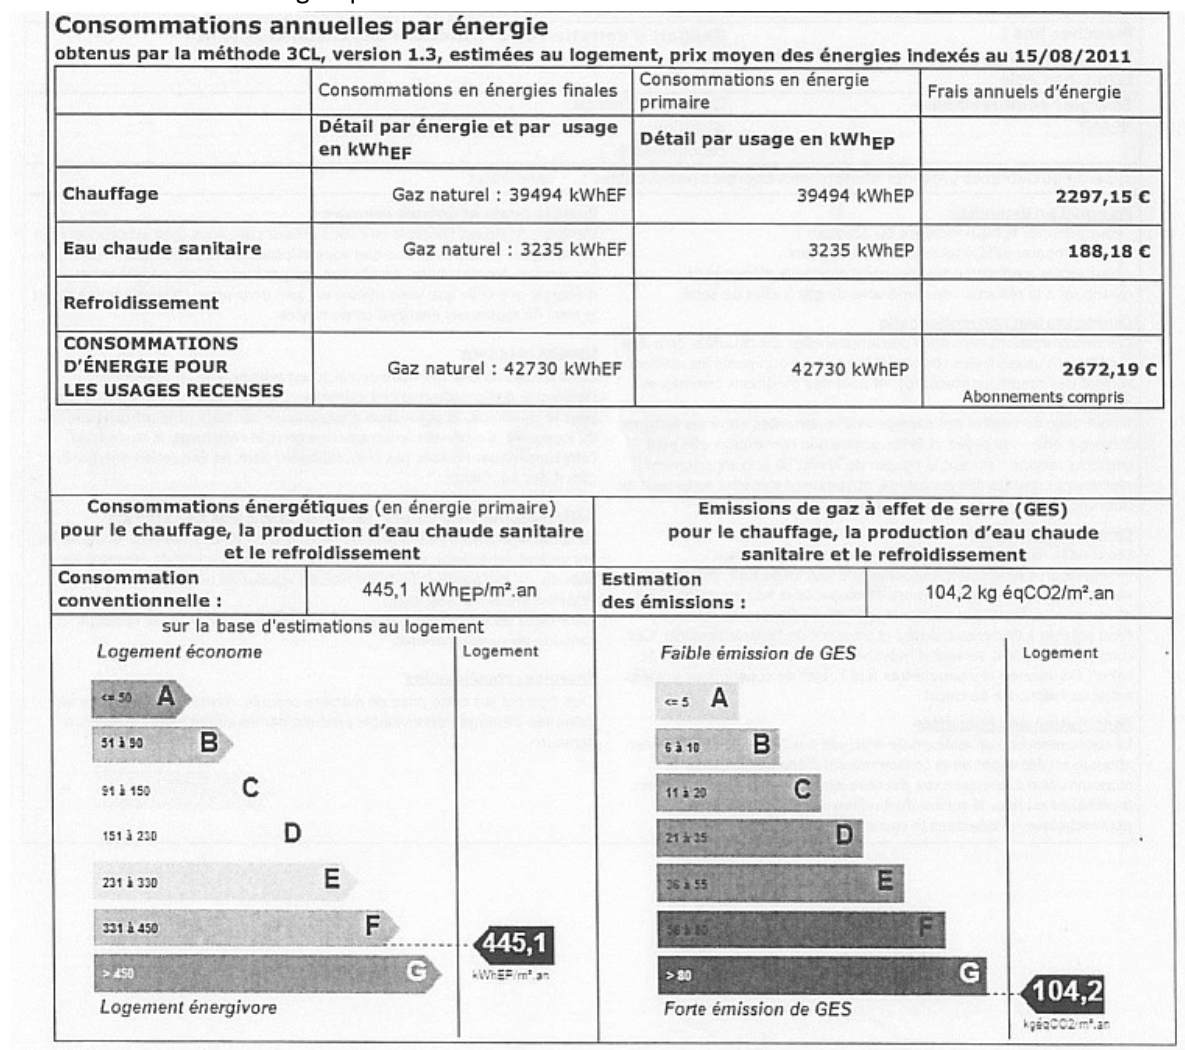 Consommations annuelles par énergie
obtenus par la méthode 3CL, version 1.3, estimées au logement, prix moyen des énergies indexés au 15/08/2011
Consommations en énergies finales
Consommations en énergie
primaire
Frais annuels d'énergie
Détail par énergie et par usage
en kWhEF
Détail par usage en kWhEP
Chauffage
Gaz naturel : 39494 kWhEF
39494 kWhEP
2297,15 €
Eau chaude sanitaire
Gaz naturel : 3235 kWhEF
3235 kWhEP
188,18 €
Refroidissement
CONSOMMATIONS
D'ÉNERGIE POUR
LES USAGES RECENSES
Gaz naturel : 42730 kWhEF
42730 kWhEP
2672,19 €
Abonnements compris
Consommations énergétiques (en énergie primaire)
pour le chauffage, la production d'eau chaude sanitaire
et le refroidissement
Emissions de gaz à effet de serre (GES)
pour le chauffage, la production d'eau chaude
sanitaire et le refroidissement
Consommation
conventionnelle :
445,1 kWhEP/m².an
Estimation
des émissions :
104,2 kg éqCO2/m².an
sur la base d'estimations au logement
Logement économe
Logement
<= 50 A
51 à 90 B
91 à 150 C
151 à 230 D
231 à 330 E
331 à 450 F
> 450 G
445,1
kWhEP/m².an
Logement énergivore
Faible émission de GES
Logement
<= 5 A
6 à 10 B
11 à 20 C
21 à 35 D
36 à 55 E
56 à 80 F
> 80 G
104,2
kgéqCO2/m².an
Forte émission de GES